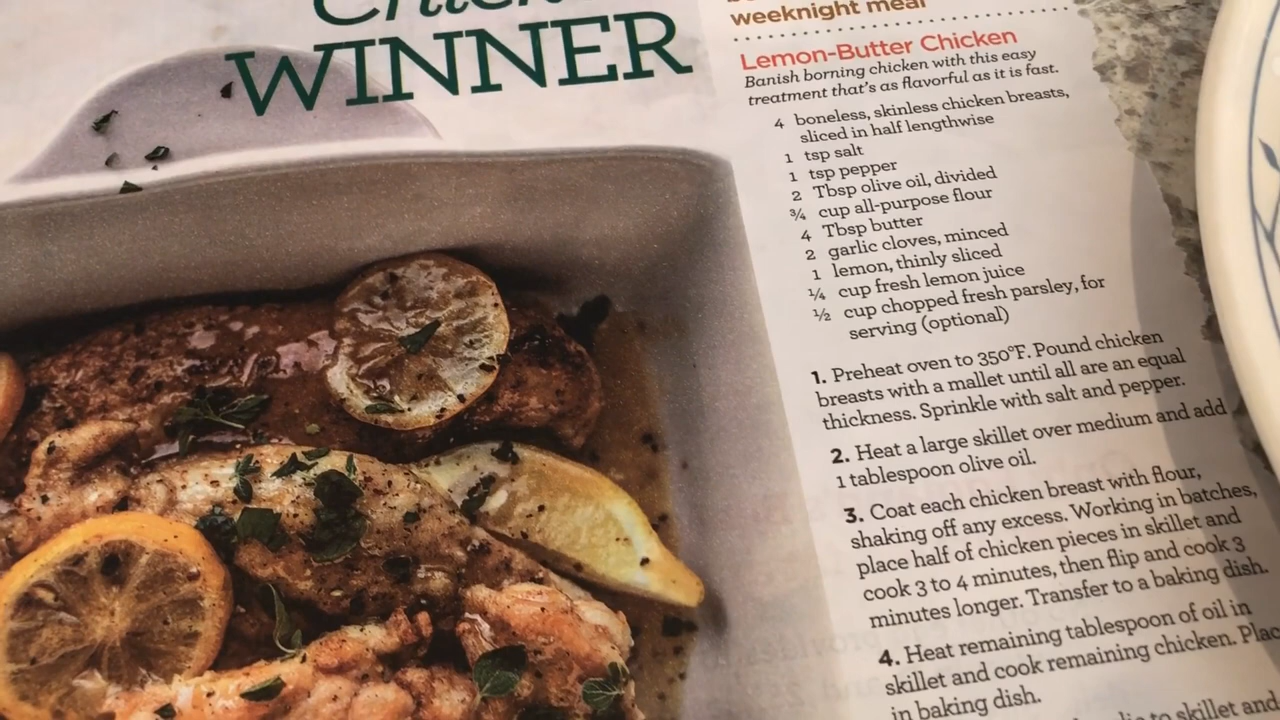 WINNER
weeknight meal
Lemon-Butter Chicken
Banish borning chicken with this easy
treatment that's as flavorful as it is fast.
4 boneless, skinless chicken breasts,
sliced in half lengthwise
1 tsp salt
1 tsp pepper
2 Tbsp olive oil, divided
¾ cup all-purpose flour
4 Tbsp butter
2 garlic cloves, minced
1 lemon, thinly sliced
¼ cup fresh lemon juice
½ cup chopped fresh parsley, for
serving (optional)
1. Preheat oven to 350°F. Pound chicken
breasts with a mallet until all are an equal
thickness. Sprinkle with salt and pepper.
2. Heat a large skillet over medium and add
1 tablespoon olive oil.
3. Coat each chicken breast with flour,
shaking off any excess. Working in batches,
place half of chicken pieces in skillet and
cook 3 to 4 minutes, then flip and cook 3
minutes longer. Transfer to a baking dish.
4. Heat remaining tablespoon of oil in
skillet and cook remaining chicken. Plac
in baking dish.
to skillet and